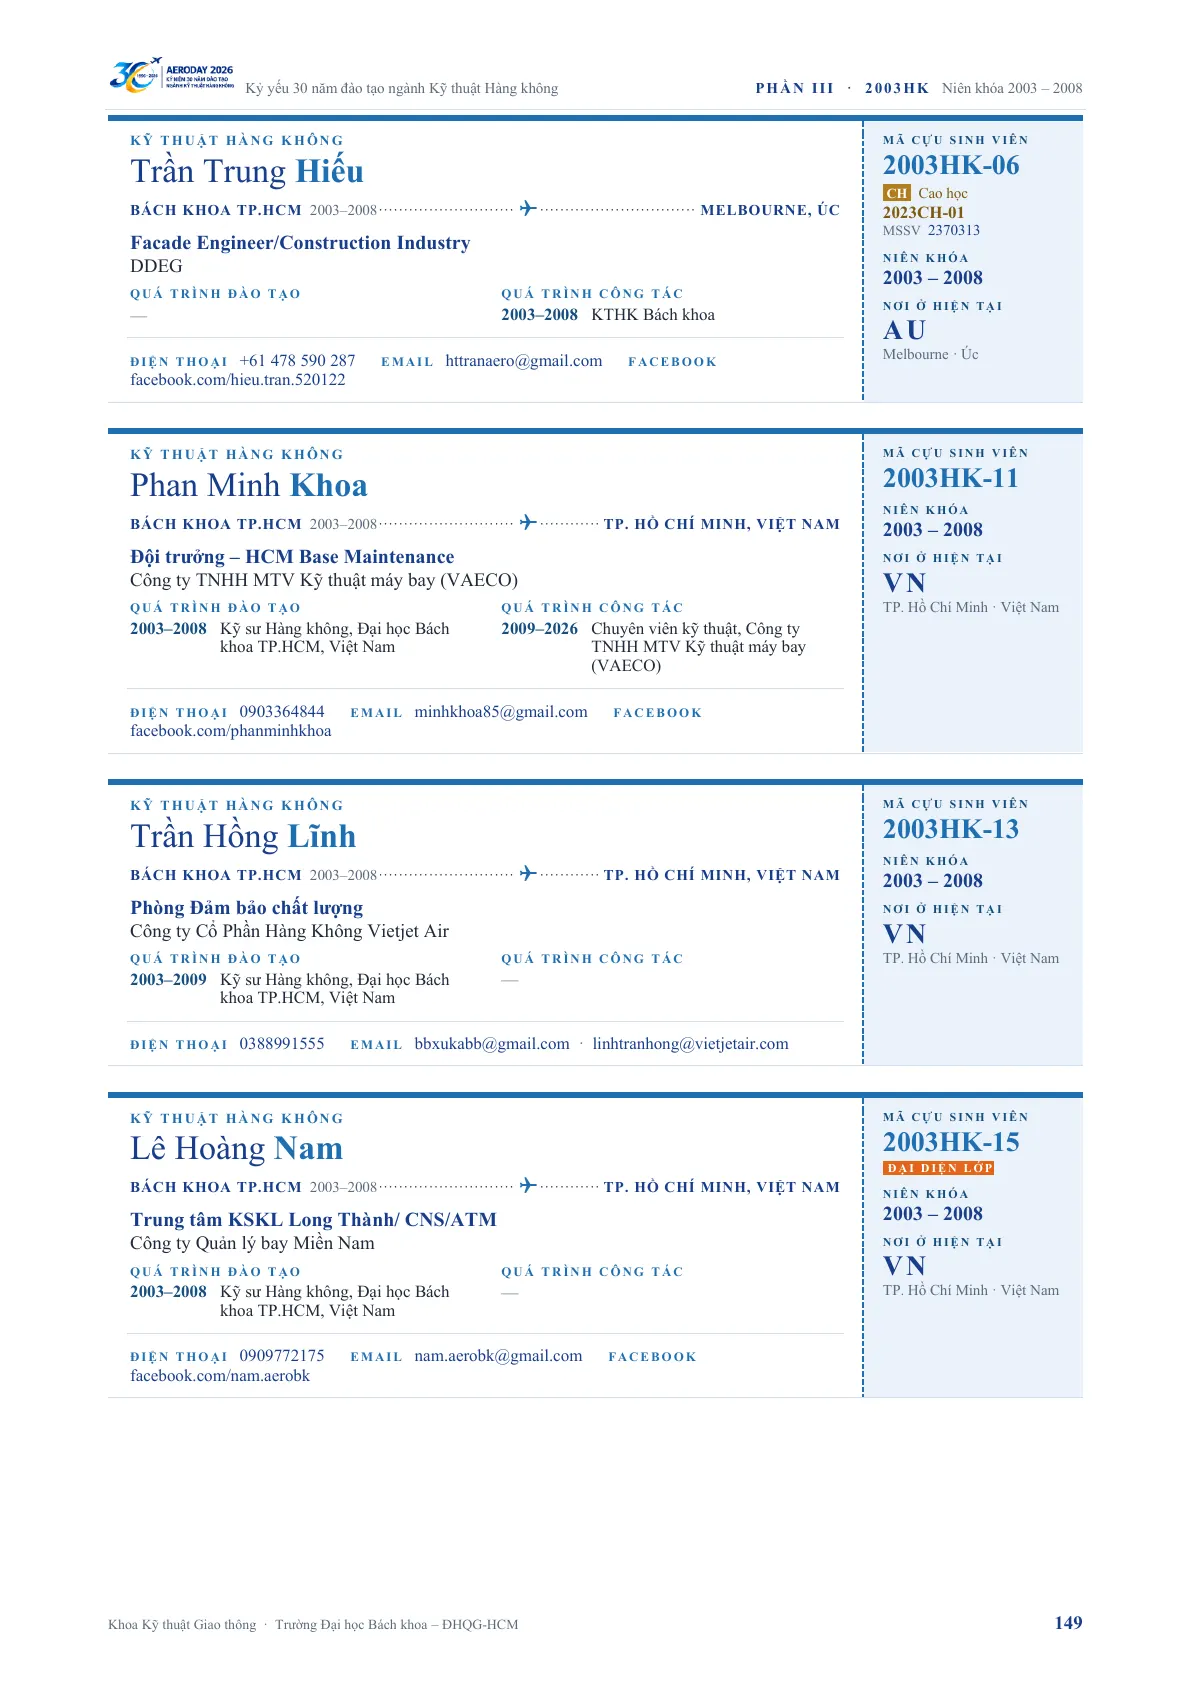 30
1996 - 2026
AERODAY 2026
KỶ NIỆM 30 NĂM ĐÀO TẠO
NGÀNH KỸ THUẬT HÀNG KHÔNG
Kỷ yếu 30 năm đào tạo ngành Kỹ thuật Hàng không
PHẦN III · 2003HK Niên khóa 2003 – 2008
KỸ THUẬT HÀNG KHÔNG
Trần Trung Hiếu
BÁCH KHOA TP.HCM 2003–2008 MELBOURNE, ÚC
Facade Engineer/Construction Industry
DDEG
QUÁ TRÌNH ĐÀO TẠO
—
QUÁ TRÌNH CÔNG TÁC
2003–2008 KTHK Bách khoa
ĐIỆN THOẠI +61 478 590 287 EMAIL httranaero@gmail.com FACEBOOK
facebook.com/hieu.tran.520122
MÃ CỰU SINH VIÊN
2003HK-06
CH Cao học
2023CH-01
MSSV 2370313
NIÊN KHÓA
2003 – 2008
NƠI Ở HIỆN TẠI
AU
Melbourne · Úc
KỸ THUẬT HÀNG KHÔNG
Phan Minh Khoa
BÁCH KHOA TP.HCM 2003–2008 TP. HỒ CHÍ MINH, VIỆT NAM
Đội trưởng – HCM Base Maintenance
Công ty TNHH MTV Kỹ thuật máy bay (VAECO)
QUÁ TRÌNH ĐÀO TẠO
2003–2008 Kỹ sư Hàng không, Đại học Bách
khoa TP.HCM, Việt Nam
QUÁ TRÌNH CÔNG TÁC
2009–2026 Chuyên viên kỹ thuật, Công ty
TNHH MTV Kỹ thuật máy bay
(VAECO)
ĐIỆN THOẠI 0903364844 EMAIL minhkhoa85@gmail.com FACEBOOK
facebook.com/phanminhkhoa
MÃ CỰU SINH VIÊN
2003HK-11
NIÊN KHÓA
2003 – 2008
NƠI Ở HIỆN TẠI
VN
TP. Hồ Chí Minh · Việt Nam
KỸ THUẬT HÀNG KHÔNG
Trần Hồng Lĩnh
BÁCH KHOA TP.HCM 2003–2008 TP. HỒ CHÍ MINH, VIỆT NAM
Phòng Đảm bảo chất lượng
Công ty Cổ Phần Hàng Không Vietjet Air
QUÁ TRÌNH ĐÀO TẠO
2003–2009 Kỹ sư Hàng không, Đại học Bách
khoa TP.HCM, Việt Nam
QUÁ TRÌNH CÔNG TÁC
—
ĐIỆN THOẠI 0388991555 EMAIL bbxukabb@gmail.com · linhtranhong@vietjetair.com
MÃ CỰU SINH VIÊN
2003HK-13
NIÊN KHÓA
2003 – 2008
NƠI Ở HIỆN TẠI
VN
TP. Hồ Chí Minh · Việt Nam
KỸ THUẬT HÀNG KHÔNG
Lê Hoàng Nam
BÁCH KHOA TP.HCM 2003–2008 TP. HỒ CHÍ MINH, VIỆT NAM
Trung tâm KSKL Long Thành/ CNS/ATM
Công ty Quản lý bay Miền Nam
QUÁ TRÌNH ĐÀO TẠO
2003–2008 Kỹ sư Hàng không, Đại học Bách
khoa TP.HCM, Việt Nam
QUÁ TRÌNH CÔNG TÁC
—
ĐIỆN THOẠI 0909772175 EMAIL nam.aerobk@gmail.com FACEBOOK
facebook.com/nam.aerobk
MÃ CỰU SINH VIÊN
2003HK-15
ĐẠI DIỆN LỚP
NIÊN KHÓA
2003 – 2008
NƠI Ở HIỆN TẠI
VN
TP. Hồ Chí Minh · Việt Nam
Khoa Kỹ thuật Giao thông · Trường Đại học Bách khoa – ĐHQG-HCM
149